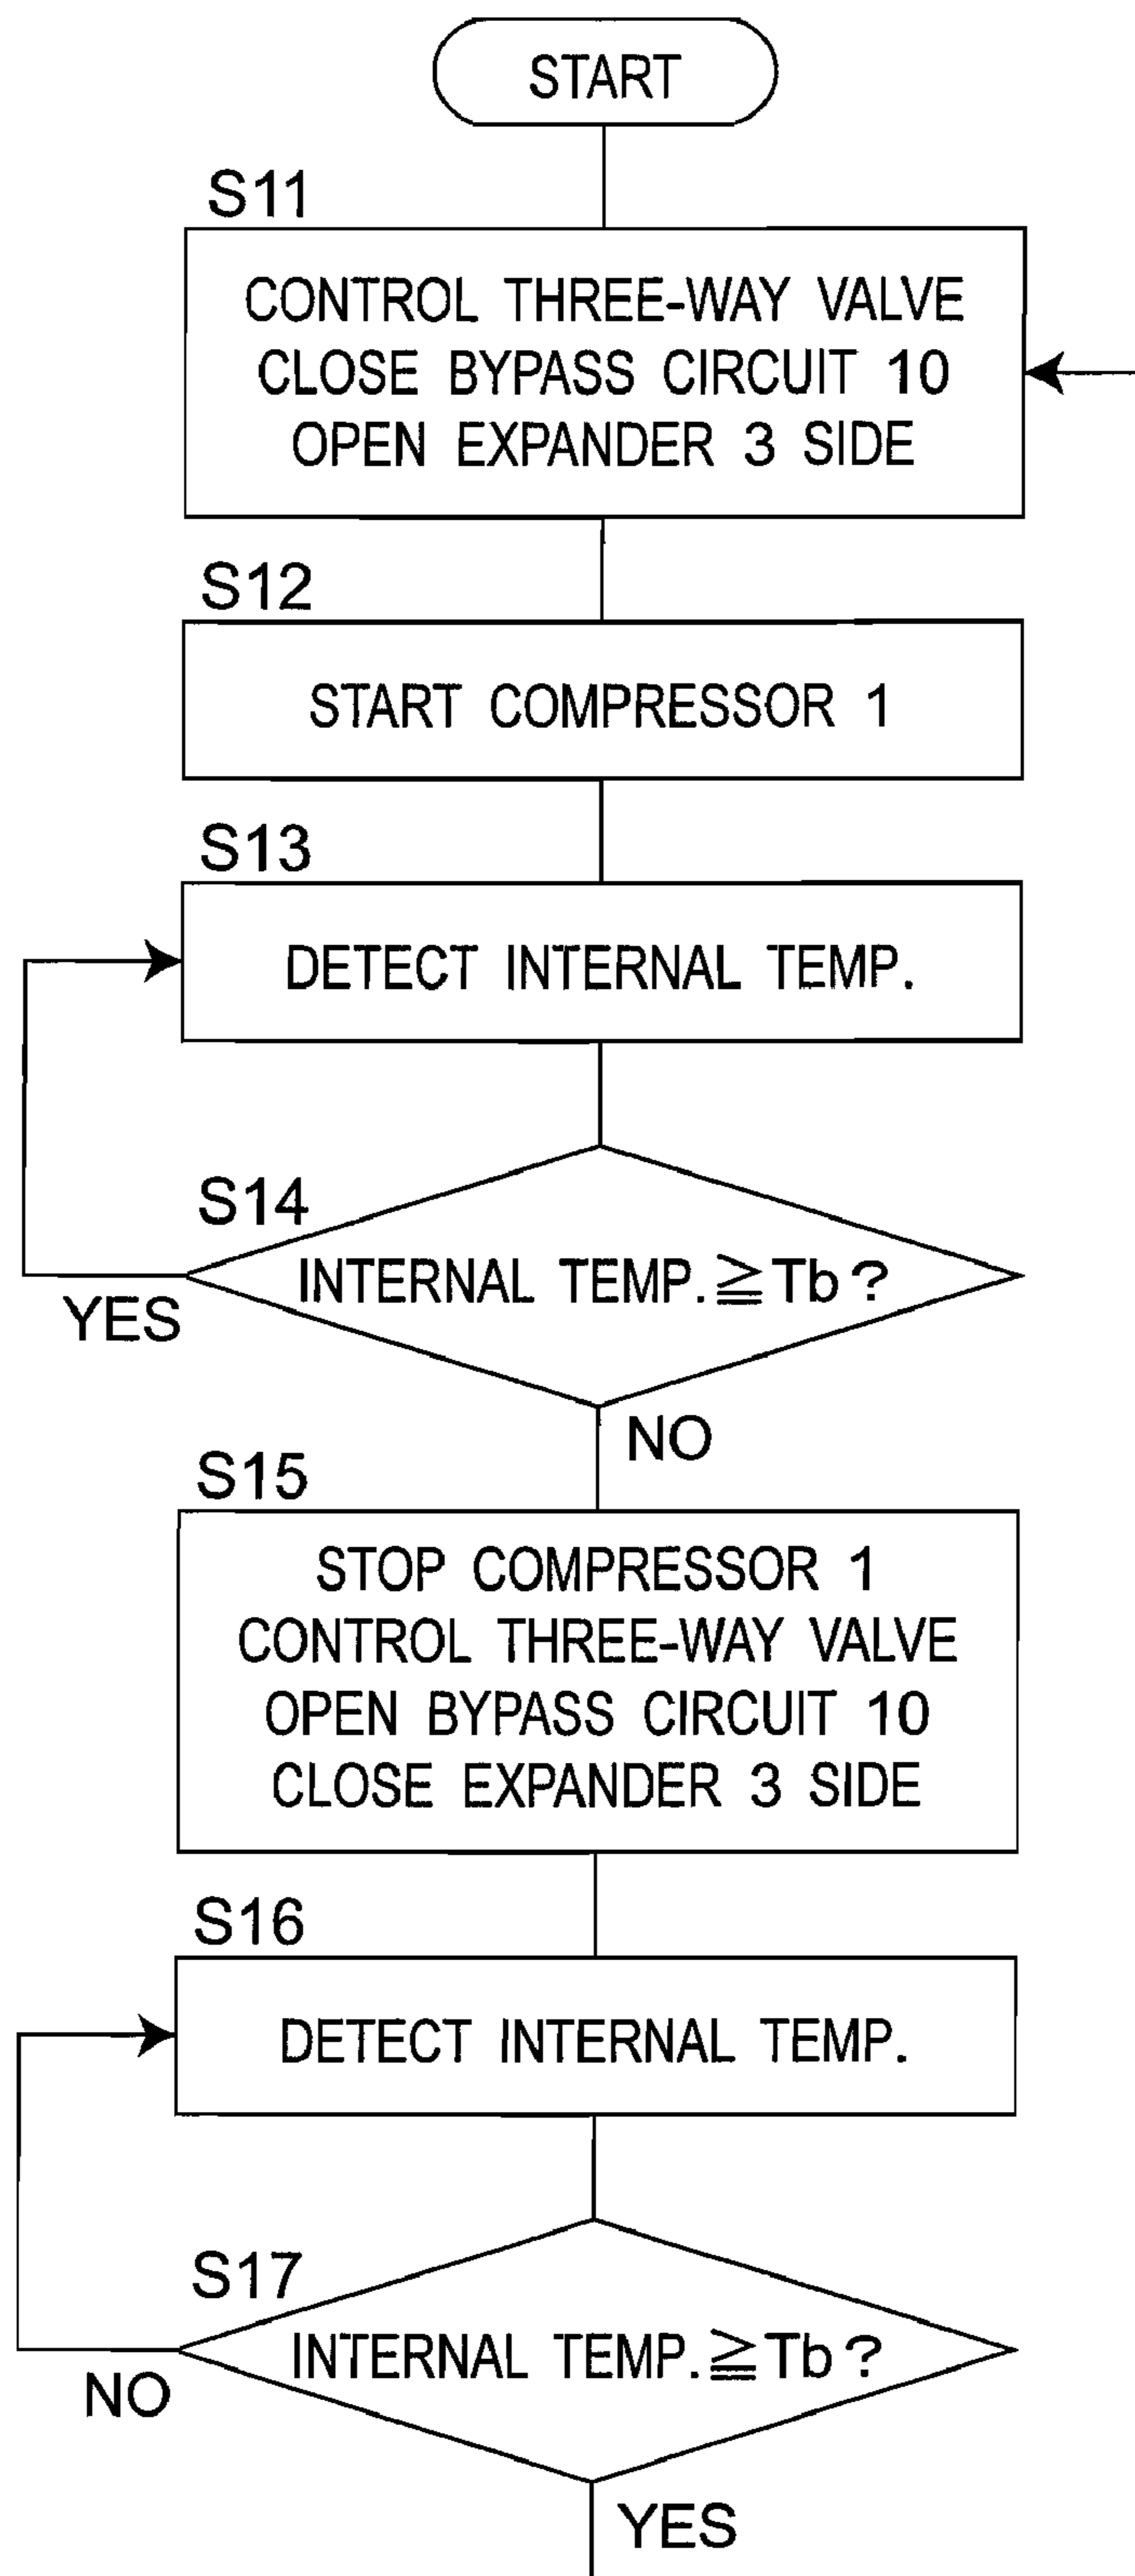 START
S11
CONTROL THREE-WAY VALVE
CLOSE BYPASS CIRCUIT 10
OPEN EXPANDER 3 SIDE
S12
START COMPRESSOR 1
S13
DETECT INTERNAL TEMP.
S14
INTERNAL TEMP.≧Tb?
YES
NO
S15
STOP COMPRESSOR 1
CONTROL THREE-WAY VALVE
OPEN BYPASS CIRCUIT 10
CLOSE EXPANDER 3 SIDE
S16
DETECT INTERNAL TEMP.
S17
INTERNAL TEMP.≧Tb?
NO
YES